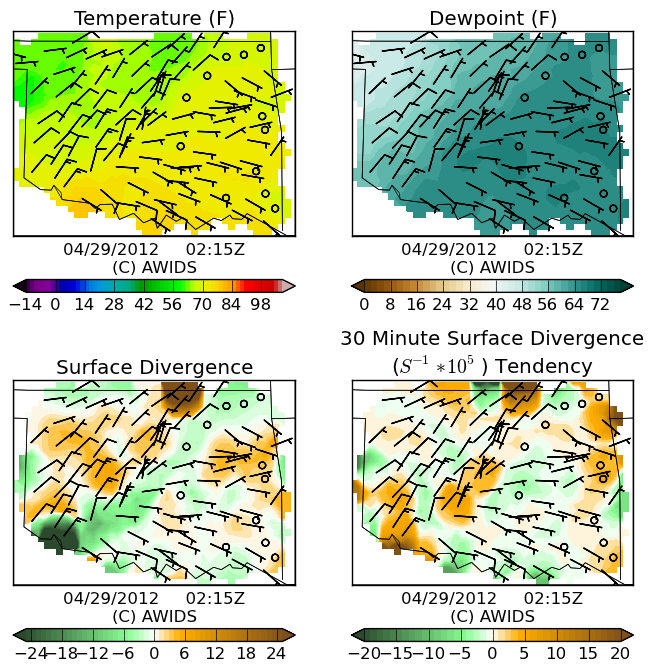 Temperature (F)
Dewpoint (F)
04/29/2012 02:15Z
(C) AWIDS
04/29/2012 02:15Z
(C) AWIDS
−14 0 14 28 42 56 70 84 98
0 8 16 24 32 40 48 56 64 72
Surface Divergence
30 Minute Surface Divergence
(S⁻¹ *10⁵ ) Tendency
04/29/2012 02:15Z
(C) AWIDS
04/29/2012 02:15Z
(C) AWIDS
−24 −18 −12 −6 0 6 12 18 24
−20 −15 −10 −5 0 5 10 15 20